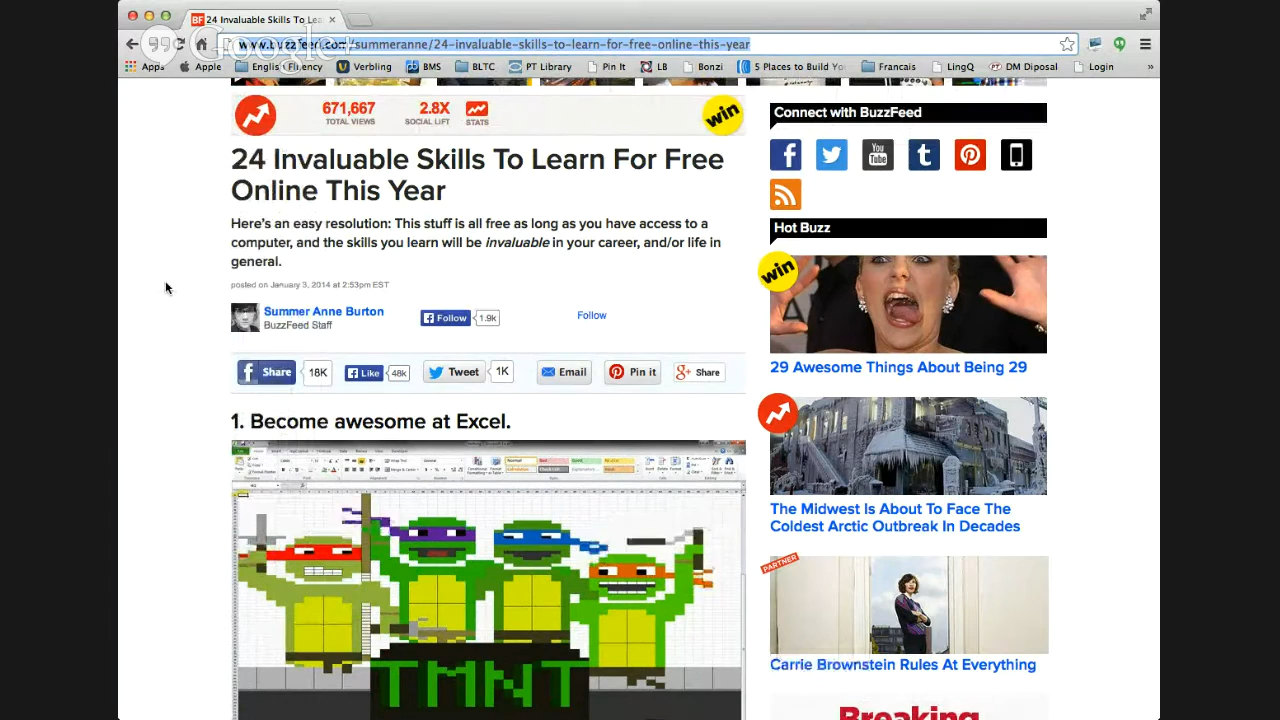 24 Invaluable Skills To Lea
Google+
www.buzzfeed.com/summeranne/24-invaluable-skills-to-learn-for-free-online-this-year
Apps Apple English Fluency Verbling BMS BLTC PT Library Pin It LB Bonzi 5 Places to Build Yo Francais LingQ DM Disposal Login »
671,667
TOTAL VIEWS
2.8X
SOCIAL LIFT
STATS
win
24 Invaluable Skills To Learn For Free
Online This Year
Here's an easy resolution: This stuff is all free as long as you have access to a
computer, and the skills you learn will be invaluable in your career, and/or life in
general.
posted on January 3, 2014 at 2:53pm EST
Summer Anne Burton
BuzzFeed Staff
Follow 1.9k
Follow
Share 18K Like 48k Tweet 1K Email Pin it Share
1. Become awesome at Excel.
TMNT
Connect with BuzzFeed
You
Tube
Hot Buzz
win
29 Awesome Things About Being 29
The Midwest Is About To Face The
Coldest Arctic Outbreak In Decades
PARTNER
Carrie Brownstein Rules At Everything
Breaking